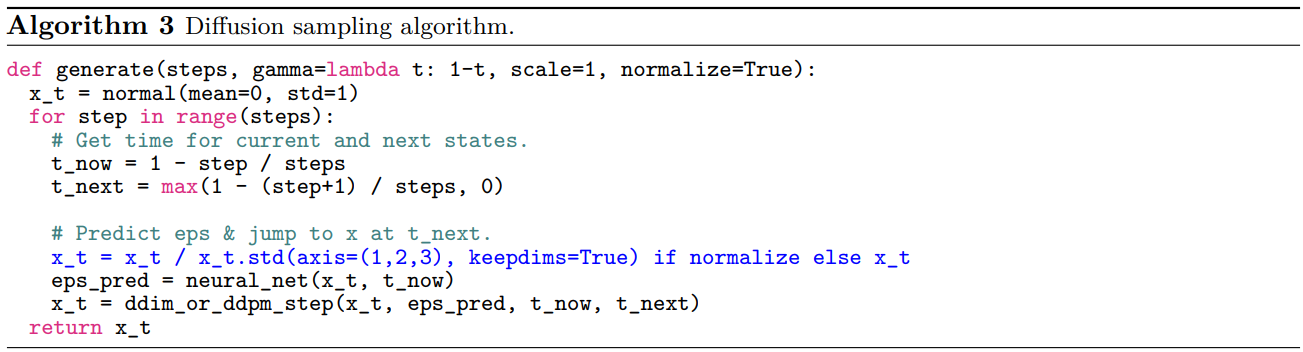 Algorithm 3 Diffusion sampling algorithm.
def generate(steps, gamma=lambda t: 1-t, scale=1, normalize=True):
  x_t = normal(mean=0, std=1)
  for step in range(steps):
    # Get time for current and next states.
    t_now = 1 - step / steps
    t_next = max(1 - (step+1) / steps, 0)

    # Predict eps & jump to x at t_next.
    x_t = x_t / x_t.std(axis=(1,2,3), keepdims=True) if normalize else x_t
    eps_pred = neural_net(x_t, t_now)
    x_t = ddim_or_ddpm_step(x_t, eps_pred, t_now, t_next)
  return x_t